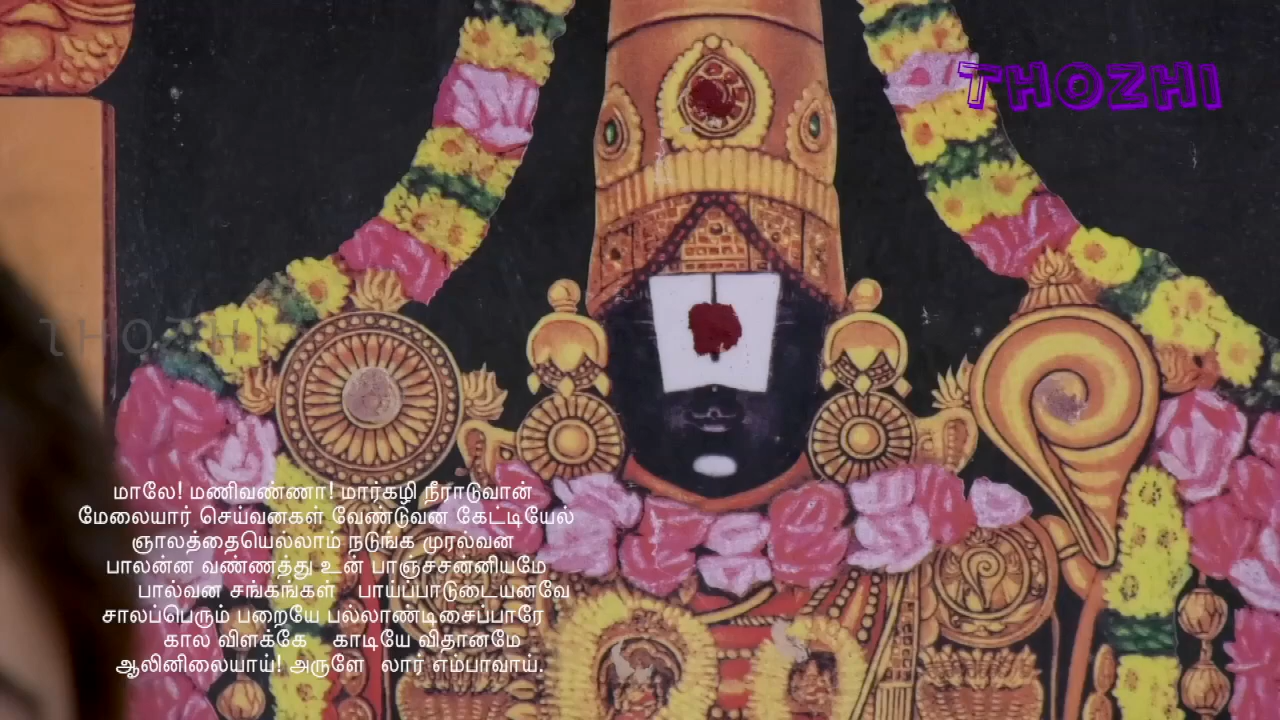 THOZHI
THOZHI
மாலே! மணிவண்ணா! மார்கழி நீராடுவான்
மேலையார் செய்வனகள் வேண்டுவன கேட்டியேல்
ஞாலத்தையெல்லாம் நடுங்க முரல்வன
பாலன்ன வண்ணத்து உன் பாஞ்சசன்னியமே
பால்வன சங்கங்கள் பாய்ப்பாடுடையனவே
சாலப்பெரும் பறையே பல்லாண்டிசைப்பாரே
கால விளக்கே காடியே விதானமே
ஆலினிலையாய்! அருளே லார் எம்பாவாய்.